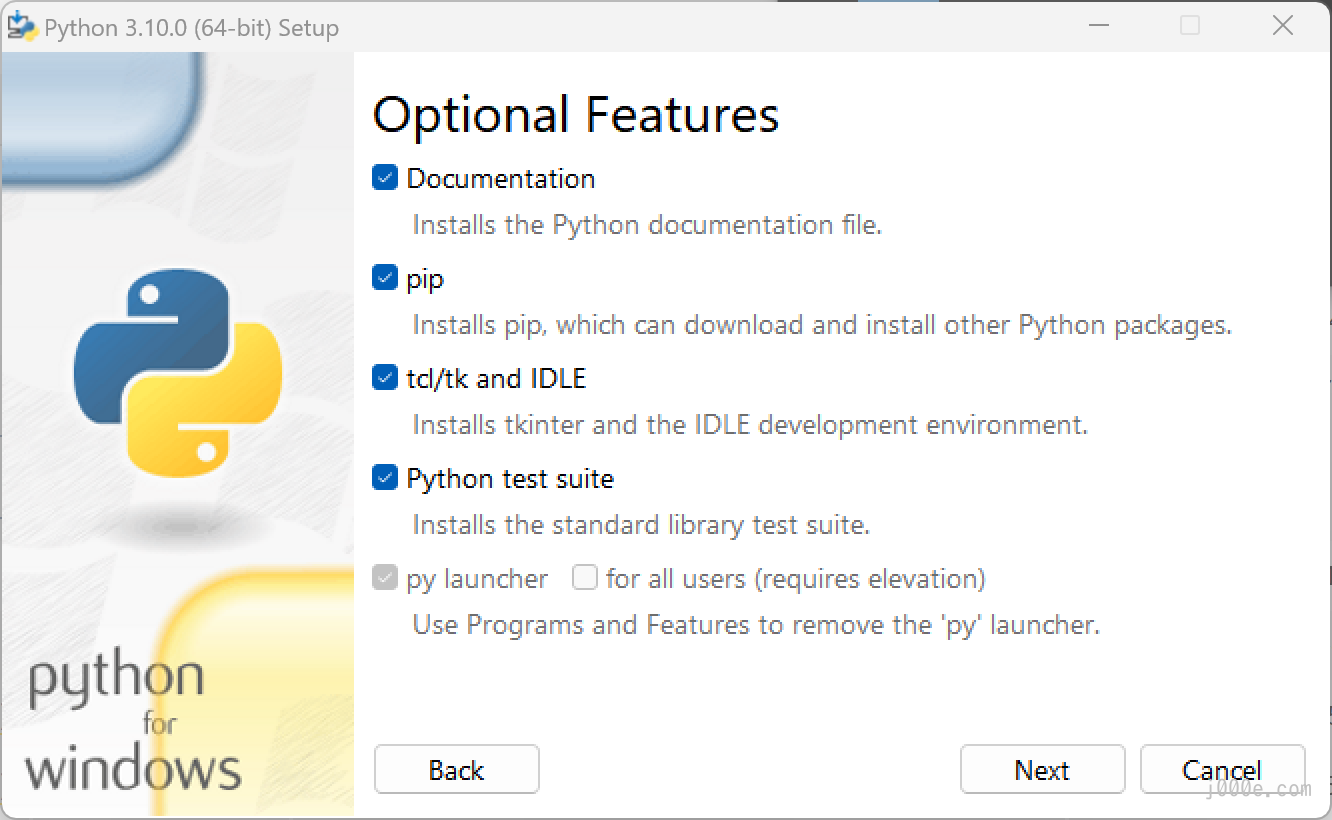 Python 3.10.0 (64-bit) Setup
Optional Features
Documentation
Installs the Python documentation file.
pip
Installs pip, which can download and install other Python packages.
tcl/tk and IDLE
Installs tkinter and the IDLE development environment.
Python test suite
Installs the standard library test suite.
py launcher for all users (requires elevation)
Use Programs and Features to remove the 'py' launcher.
python
for
windows
Back Next Cancel
j000e.com